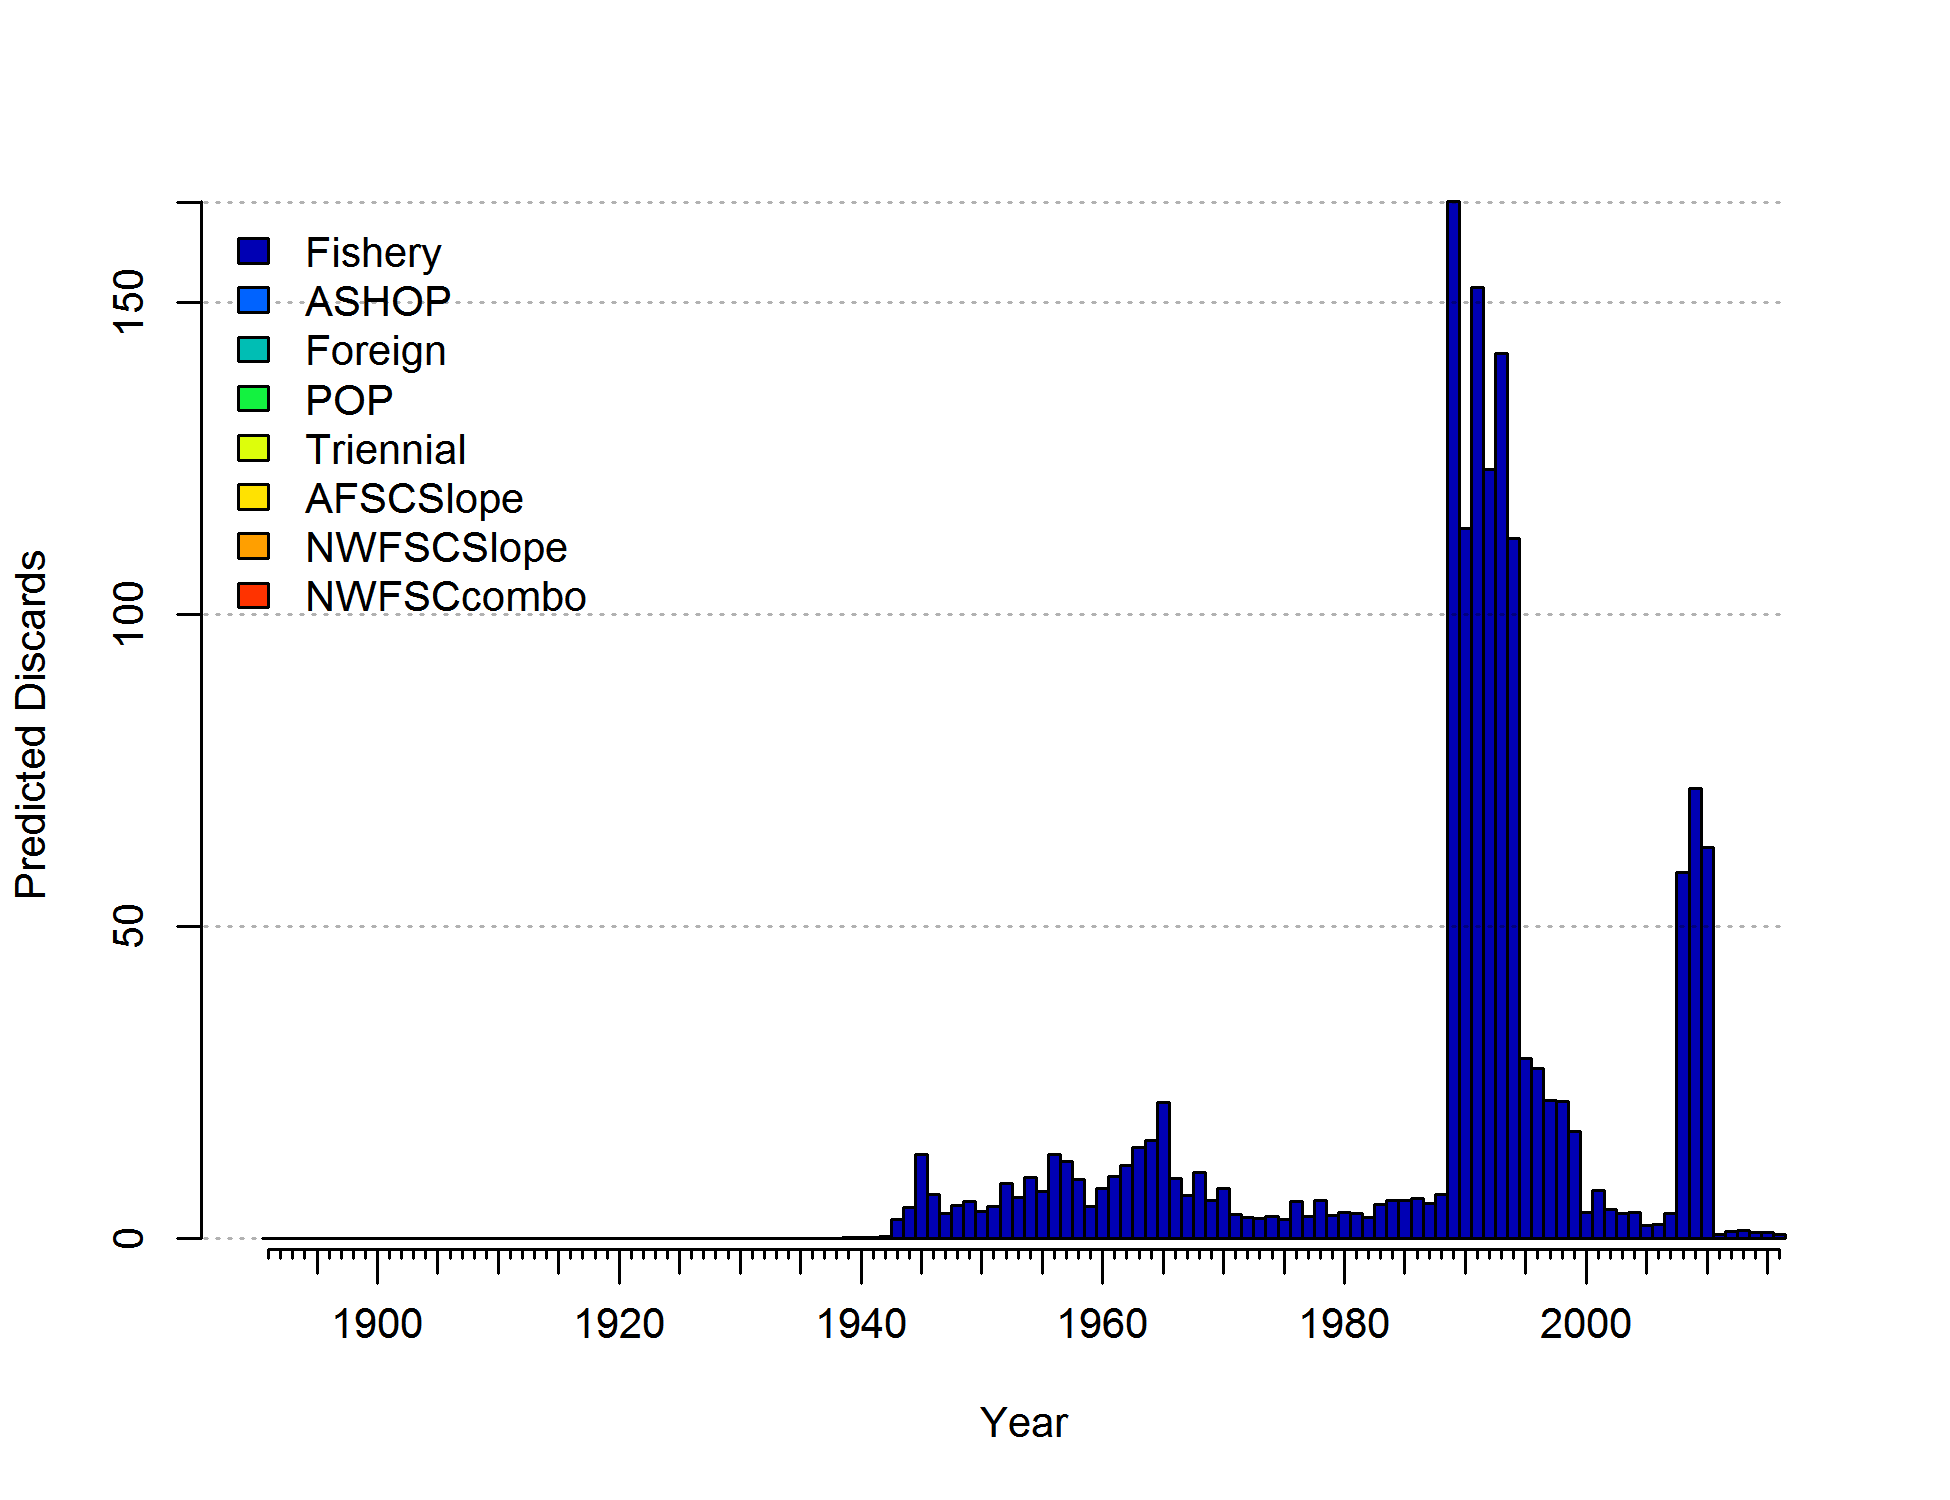 Fishery
ASHOP
Foreign
POP
Triennial
AFSCSlope
NWFSCSlope
NWFSCcombo
Predicted Discards
150
100
50
0
1900 1920 1940 1960 1980 2000
Year